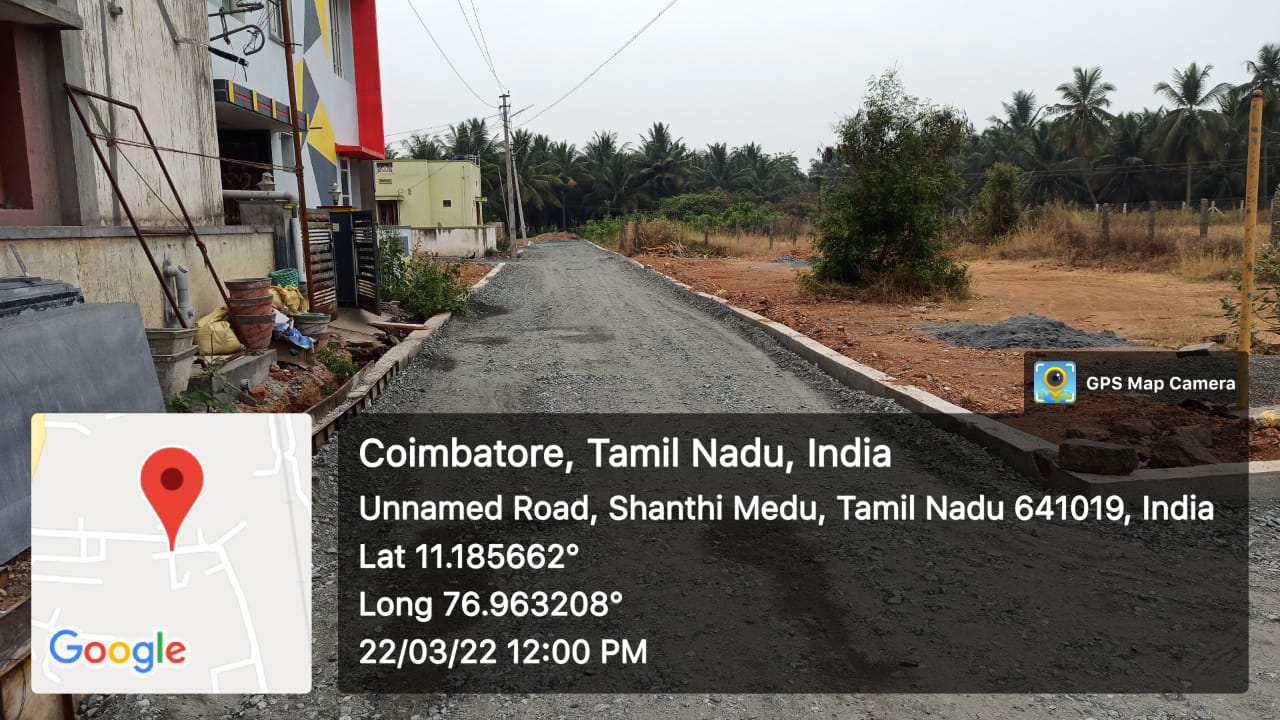 GPS Map Camera
Coimbatore, Tamil Nadu, India
Unnamed Road, Shanthi Medu, Tamil Nadu 641019, India
Lat 11.185662°
Long 76.963208°
22/03/22 12:00 PM
Google